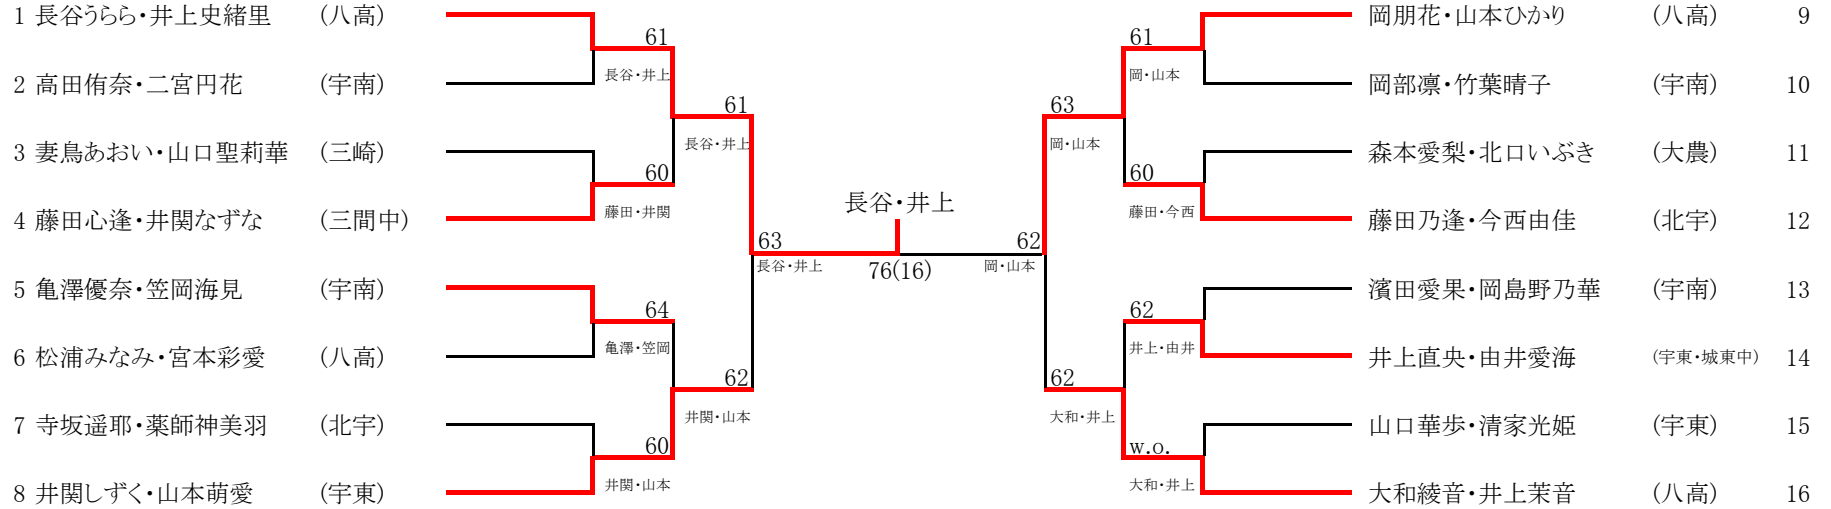 1 長谷うらら・井上史緒里 (八高)
2 高田侑奈・二宮円花 (宇南)
3 妻鳥あおい・山口聖莉華 (三崎)
4 藤田心逢・井関なずな (三間中)
5 亀澤優奈・笠岡海見 (宇南)
6 松浦みなみ・宮本彩愛 (八高)
7 寺坂遥耶・薬師神美羽 (北宇)
8 井関しずく・山本萌愛 (宇東)
61
長谷・井上
60
藤田・井関
64
亀澤・笠岡
60
井関・山本
61
長谷・井上
62
井関・山本
63
長谷・井上
長谷・井上
76(16)
62
岡・山本
63
岡・山本
62
大和・井上
61
岡・山本
60
藤田・今西
62
井上・由井
w.o.
大和・井上
岡朋花・山本ひかり (八高) 9
岡部凛・竹葉晴子 (宇南) 10
森本愛梨・北口いぶき (大農) 11
藤田乃逢・今西由佳 (北宇) 12
濱田愛果・岡島野乃華 (宇南) 13
井上直央・由井愛海 (宇東・城東中) 14
山口華歩・清家光姫 (宇東) 15
大和綾音・井上茉音 (八高) 16